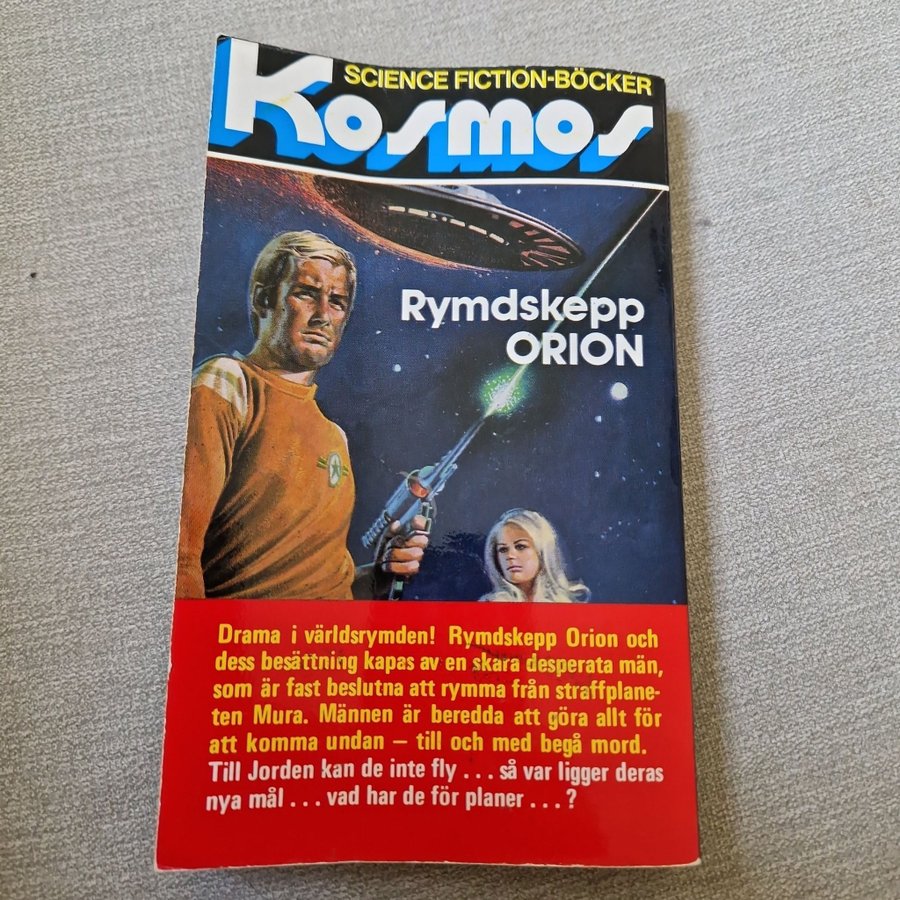 SCIENCE FICTION-BÖCKER
Kosmos
Rymdskepp
ORION
Drama i världsrymden! Rymdskepp Orion och
dess besättning kapas av en skara desperata män,
som är fast beslutna att rymma från straffplane-
ten Mura. Männen är beredda att göra allt för
att komma undan – till och med begå mord.
Till Jorden kan de inte fly . . . så var ligger deras
nya mål . . . vad har de för planer . . . ?